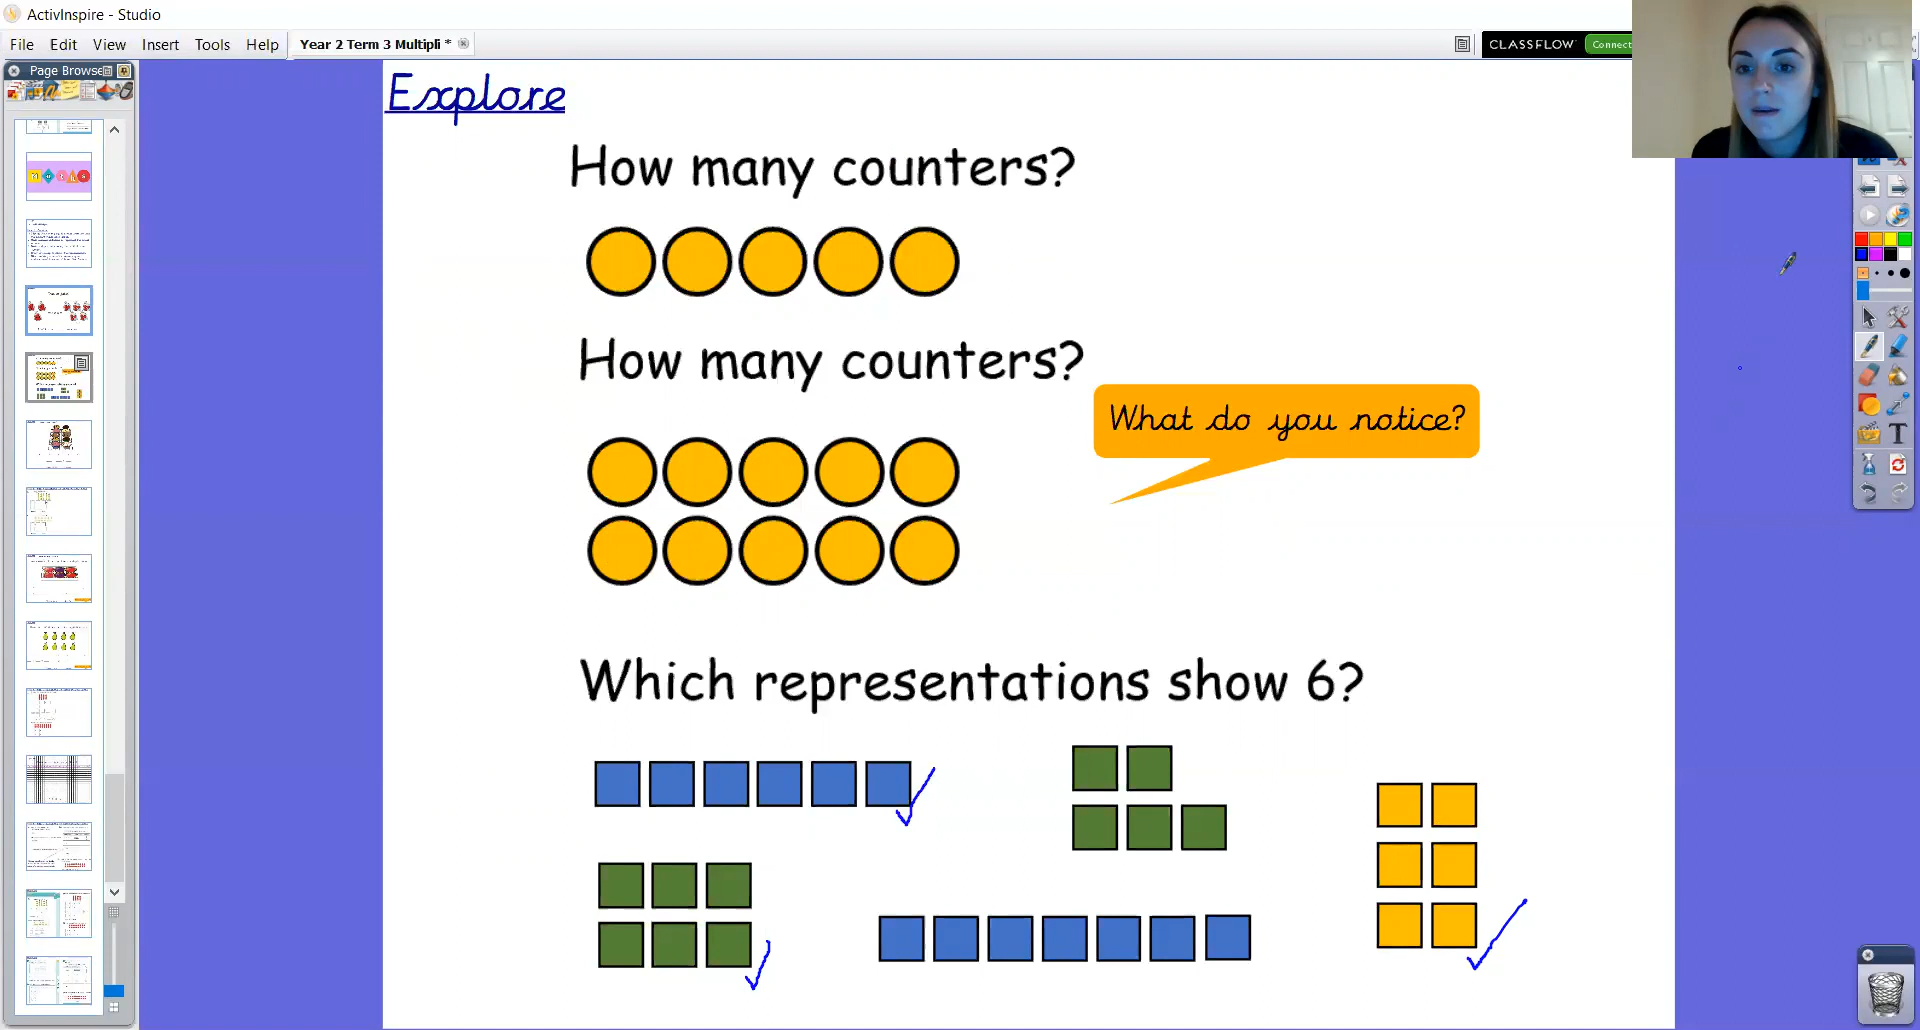 ActivInspire - Studio
File Edit View Insert Tools Help Year 2 Term 3 Multipli *
CLASSFLOW Connect
Page Browse
Explore
How many counters?
How many counters?
What do you notice?
Which representations show 6?